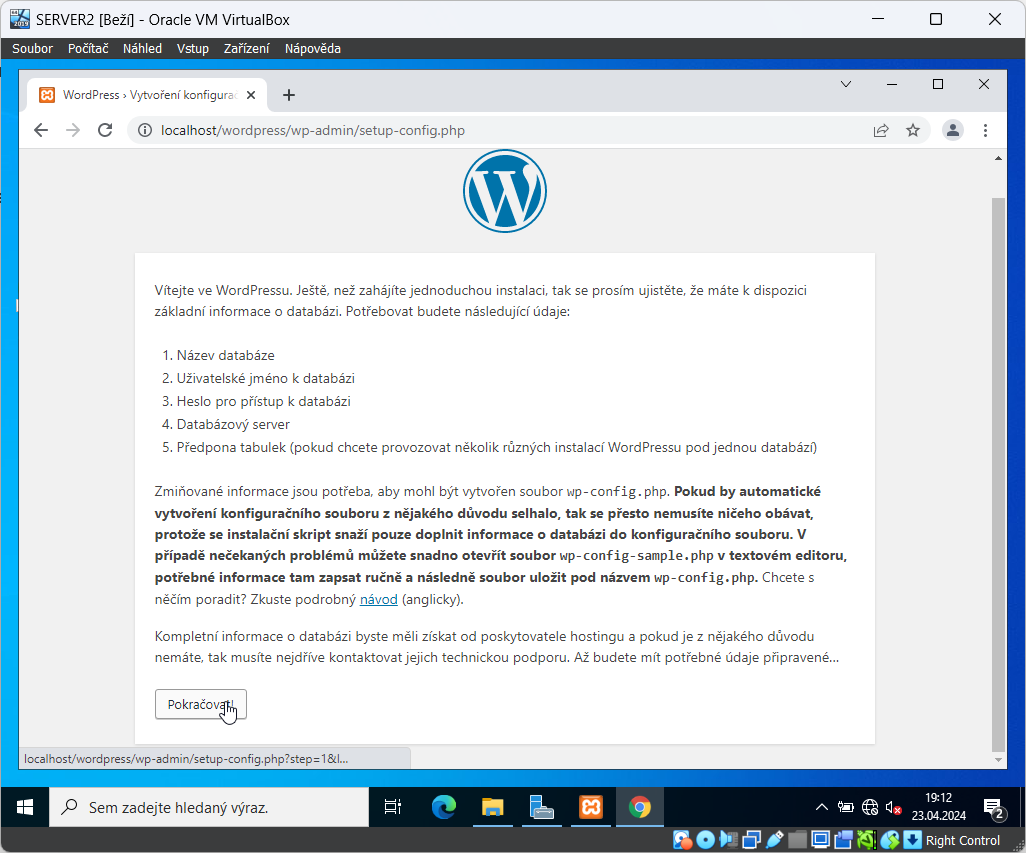 SERVER2 [Beží] - Oracle VM VirtualBox
Soubor Počítač Náhled Vstup Zařízení Nápověda
WordPress › Vytvoření konfigura
localhost/wordpress/wp-admin/setup-config.php
Vítejte ve WordPressu. Ještě, než zahájíte jednoduchou instalaci, tak se prosím ujistěte, že máte k dispozici
základní informace o databázi. Potřebovat budete následující údaje:
1. Název databáze
2. Uživatelské jméno k databázi
3. Heslo pro přístup k databázi
4. Databázový server
5. Předpona tabulek (pokud chcete provozovat několik různých instalací WordPressu pod jednou databází)
Zmiňované informace jsou potřeba, aby mohl být vytvořen soubor wp-config.php. Pokud by automatické
vytvoření konfiguračního souboru z nějakého důvodu selhalo, tak se přesto nemusíte ničeho obávat,
protože se instalační skript snaží pouze doplnit informace o databázi do konfiguračního souboru. V
případě nečekaných problémů můžete snadno otevřít soubor wp-config-sample.php v textovém editoru,
potřebné informace tam zapsat ručně a následně soubor uložit pod názvem wp-config.php. Chcete s
něčím poradit? Zkuste podrobný návod (anglicky).
Kompletní informace o databázi byste měli získat od poskytovatele hostingu a pokud je z nějakého důvodu
nemáte, tak musíte nejdříve kontaktovat jejich technickou podporu. Až budete mít potřebné údaje připravené...
Pokračovat!
localhost/wordpress/wp-admin/setup-config.php?step=1&l...
Sem zadejte hledaný výraz.
19:12
23.04.2024
2
Right Control